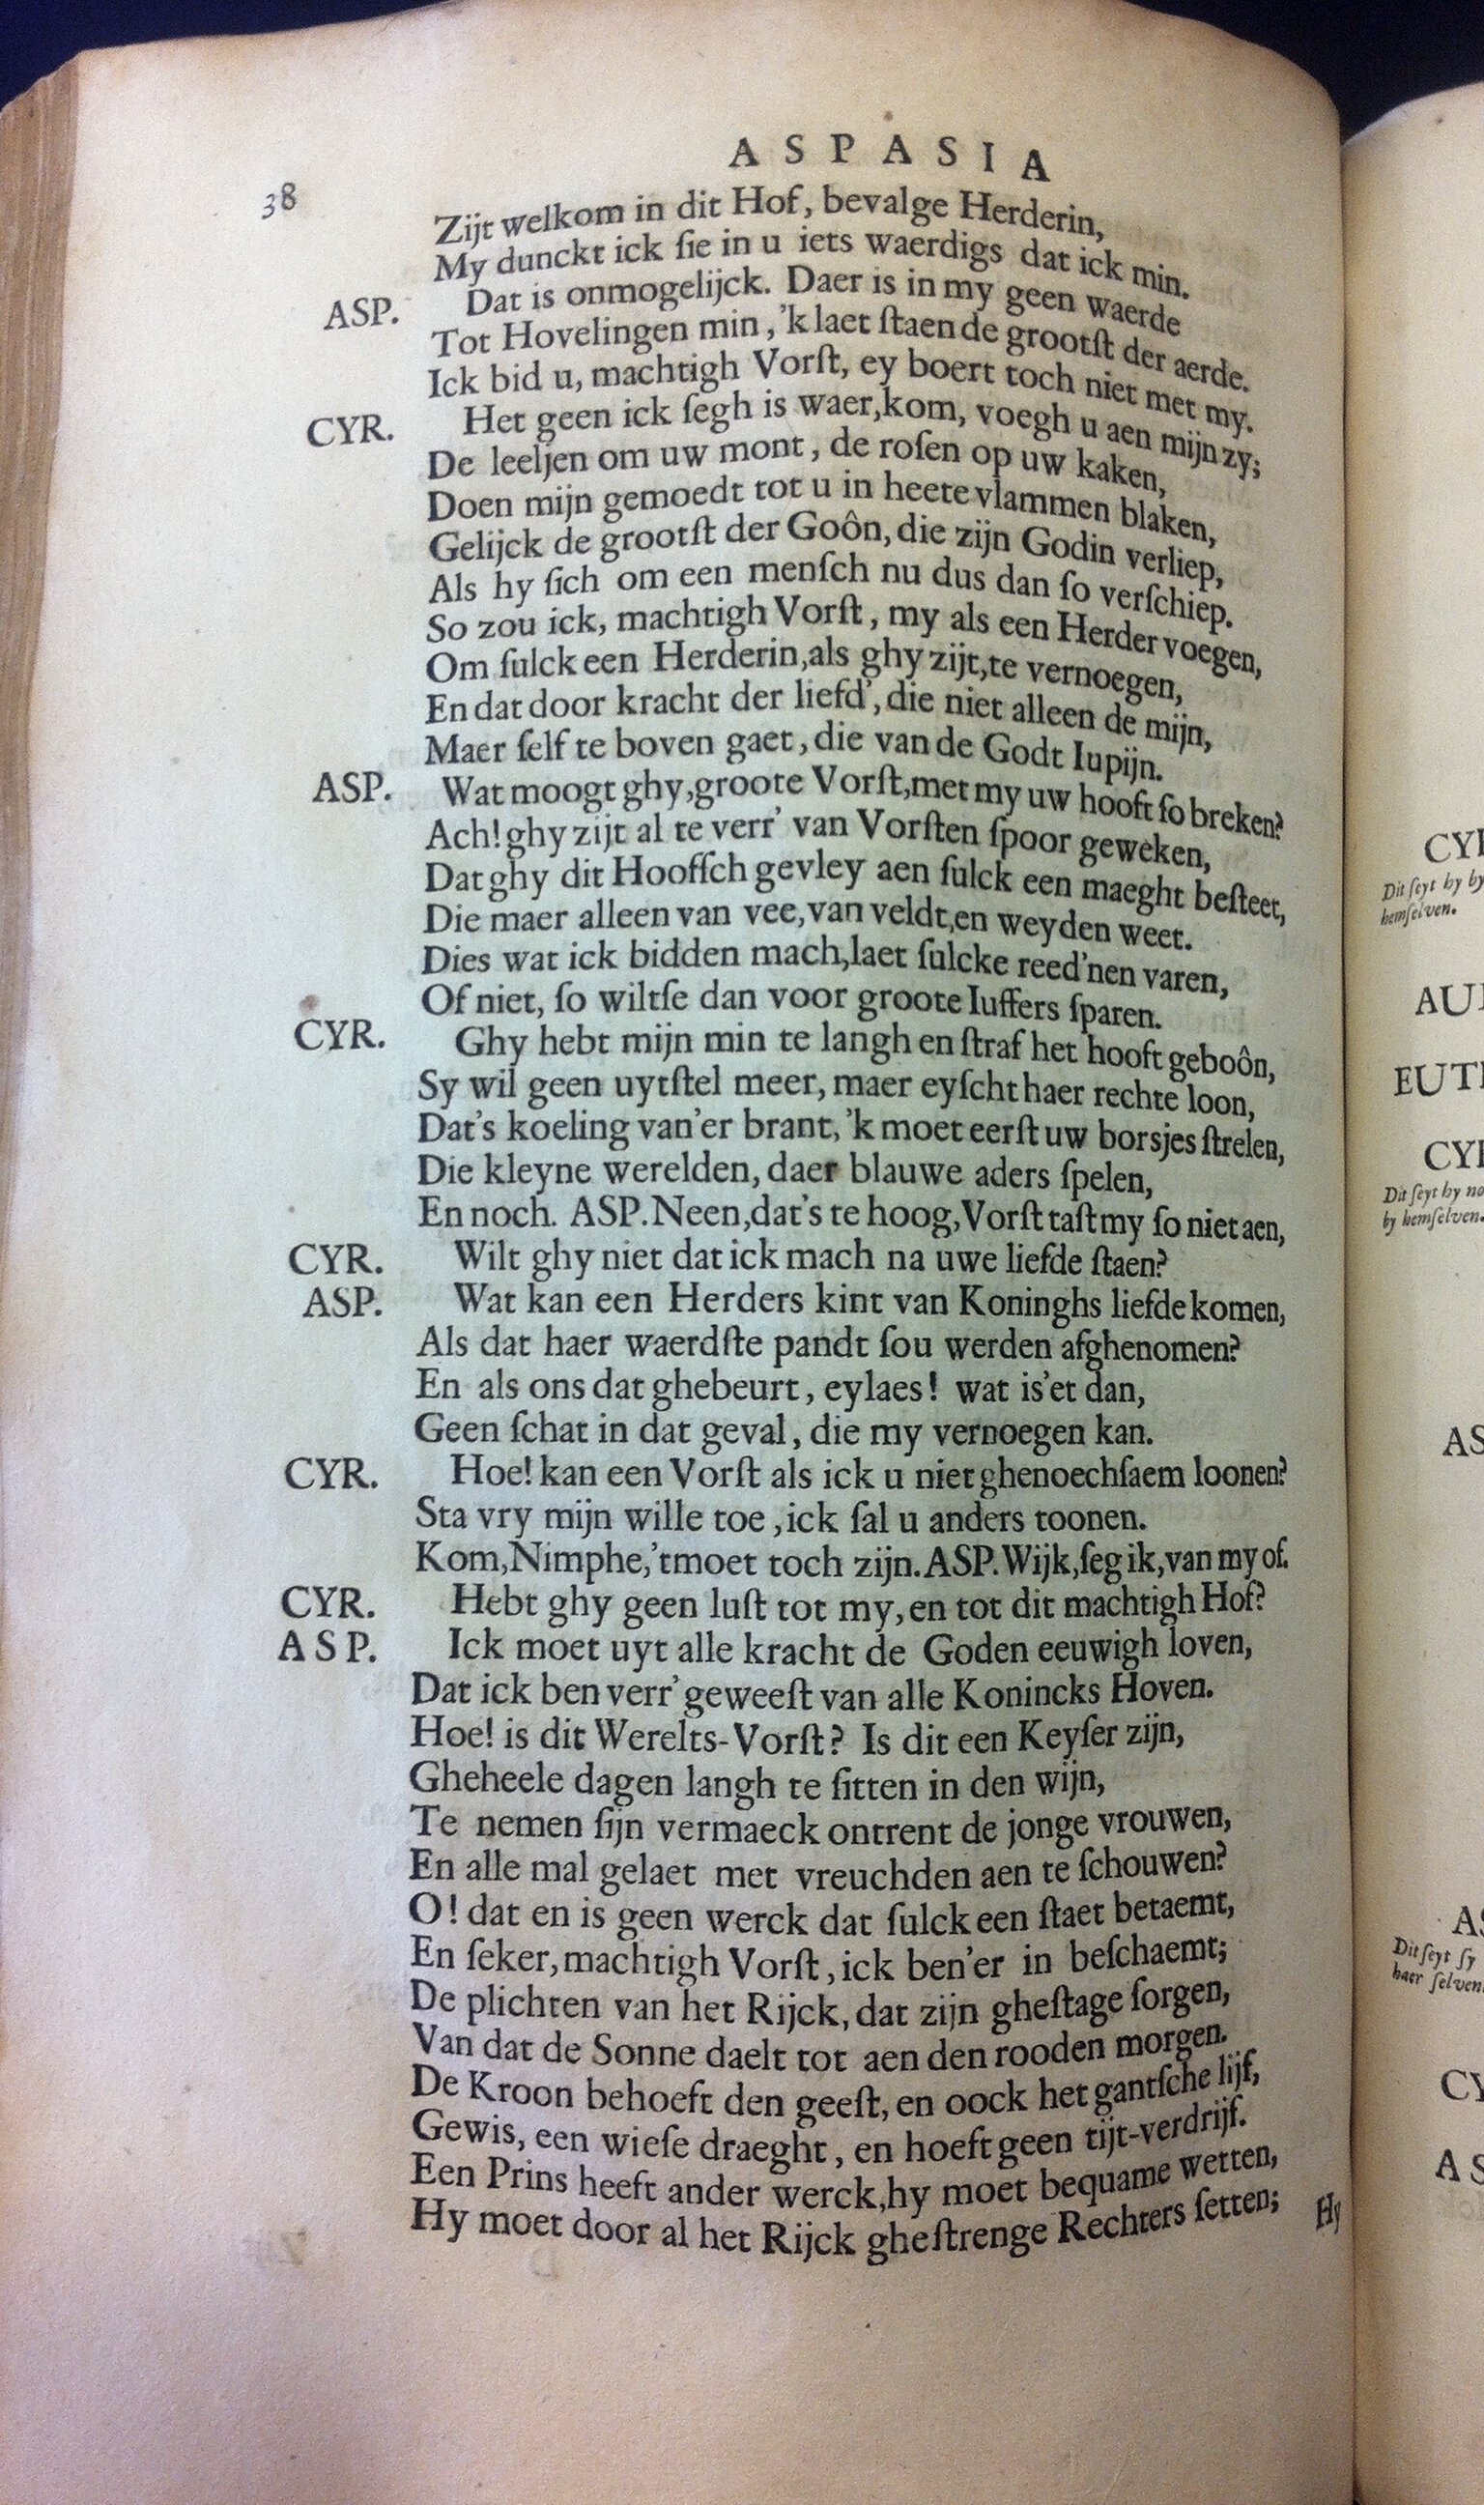 38
ASPASIA
Zijt welkom in dit Hof, bevalge Herderin,
My dunckt ick ſie in u iets waerdigs dat ick min.
ASP. Dat is onmogelijck. Daer is in my geen waerde
Tot Hovelingen min, 'k laet ſtaen de grootſt der aerde.
Ick bid u, machtigh Vorſt, ey boert toch niet met my.
CYR. Het geen ick ſegh is waer, kom, voegh u aen mijn zy;
De leeljen om uw mont, de roſen op uw kaken,
Doen mijn gemoedt tot u in heete vlammen blaken,
Gelijck de grootſt der Goôn, die zijn Godin verliep,
Als hy ſich om een menſch nu dus dan ſo verſchiep.
So zou ick, machtigh Vorſt, my als een Herder voegen,
Om ſulck een Herderin, als ghy zijt, te vernoegen,
En dat door kracht der liefd', die niet alleen de mijn,
Maer ſelf te boven gaet, die van de Godt Iupijn.
ASP. Wat moogt ghy, groote Vorſt, met my uw hooft ſo breken?
Ach! ghy zijt al te verr' van Vorſten ſpoor geweken,
Dat ghy dit Hooffch gevley aen ſulck een maeght beſteet,
Die maer alleen van vee, van veldt, en weyden weet.
Dies wat ick bidden mach, laet ſulcke reed'nen varen,
Of niet, ſo wiltſe dan voor groote Iuffers ſparen.
CYR. Ghy hebt mijn min te langh en ſtraf het hooft geboôn,
Sy wil geen uytſtel meer, maer eyſcht haer rechte loon,
Dat's koeling van'er brant, 'k moet eerſt uw borsjes ſtrelen,
Die kleyne werelden, daer blauwe aders ſpelen,
En noch. ASP. Neen, dat's te hoog, Vorſt taſt my ſo niet aen,
CYR. Wilt ghy niet dat ick mach na uwe liefde ſtaen?
ASP. Wat kan een Herders kint van Koninghs liefde komen,
Als dat haer waerdſte pandt ſou werden afghenomen?
En als ons dat ghebeurt, eylaes! wat is'et dan,
Geen ſchat in dat geval, die my vernoegen kan.
CYR. Hoe! kan een Vorſt als ick u niet ghenoechſaem loonen?
Sta vry mijn wille toe, ick ſal u anders toonen.
Kom, Nimphe, 'tmoet toch zijn. ASP. Wijk, ſeg ik, van my of.
CYR. Hebt ghy geen luſt tot my, en tot dit machtigh Hof?
ASP. Ick moet uyt alle kracht de Goden eeuwigh loven,
Dat ick ben verr' geweeſt van alle Konincks Hoven.
Hoe! is dit Werelts-Vorſt? Is dit een Keyſer zijn,
Gheheele dagen langh te ſitten in den wijn,
Te nemen ſijn vermaeck ontrent de jonge vrouwen,
En alle mal gelaet met vreuchden aen te ſchouwen?
O! dat en is geen werck dat ſulck een ſtaet betaemt,
En ſeker, machtigh Vorſt, ick ben'er in beſchaemt;
De plichten van het Rijck, dat zijn gheſtage ſorgen,
Van dat de Sonne daelt tot aen den rooden morgen.
De Kroon behoeft den geeſt, en oock het gantſche lijf,
Gewis, een wieſe draeght, en hoeft geen tijt-verdrijf.
Een Prins heeft ander werck, hy moet bequame wetten,
Hy moet door al het Rijck gheſtrenge Rechters ſetten;
Hy
Dit ſeyt hy by
hemſelven.
Dit ſeyt hy no
by hemſelven.
Dit ſeyt ſy
haer ſelven.